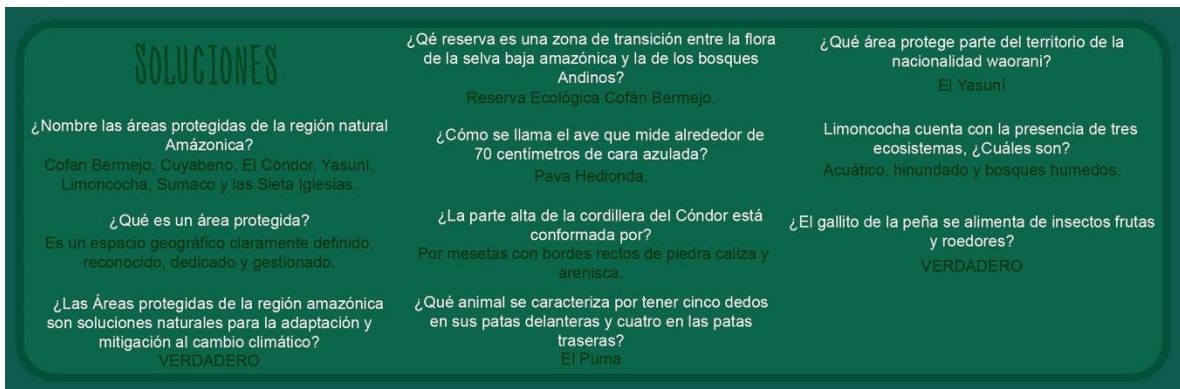 SOLUCIONES
¿Nombre las áreas protegidas de la región natural
Amázonica?
Cofan Bermejo, Cuyabeno, El Cóndor, Yasuní,
Limoncocha, Sumaco y las Sieta Iglesias.
¿Qué es un área protegida?
Es un espacio geográfico claramente definido,
reconocido, dedicado y gestionado.
¿Las Áreas protegidas de la región amazónica
son soluciones naturales para la adaptación y
mitigación al cambio climático?
VERDADERO
¿Qé reserva es una zona de transición entre la flora
de la selva baja amazónica y la de los bosques
Andinos?
Reserva Ecológica Cofán Bermejo.
¿Cómo se llama el ave que mide alrededor de
70 centímetros de cara azulada?
Pava Hedionda.
¿La parte alta de la cordillera del Cóndor está
conformada por?
Por mesetas con bordes rectos de piedra caliza y
arenisca.
¿Qué animal se caracteriza por tener cinco dedos
en sus patas delanteras y cuatro en las patas
traseras?
El Puma
¿Qué área protege parte del territorio de la
nacionalidad waorani?
El Yasuní
Limoncocha cuenta con la presencia de tres
ecosistemas, ¿Cuáles son?
Acuático, hinundado y bosques humedos.
¿El gallito de la peña se alimenta de insectos frutas
y roedores?
VERDADERO